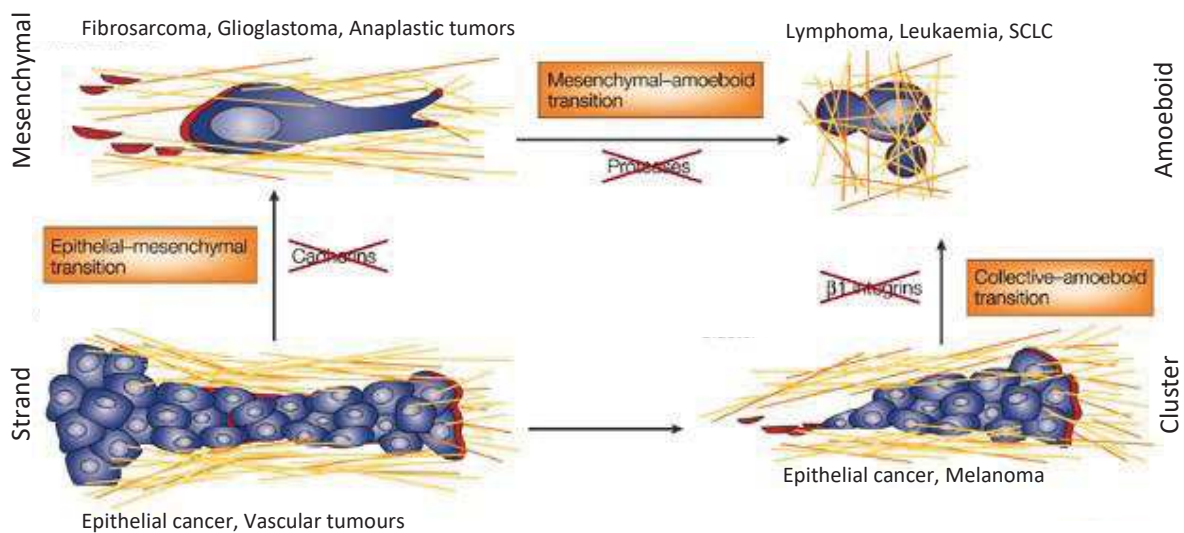 Fibrosarcoma, Glioglastoma, Anaplastic tumors
Lymphoma, Leukaemia, SCLC
Mesenchymal
Mesenchymal–amoeboid
transition
Amoeboid
Proteases
Epithelial–mesenchymal
transition
Cadherins
β1 integrins
Collective–amoeboid
transition
Strand
Cluster
Epithelial cancer, Melanoma
Epithelial cancer, Vascular tumours